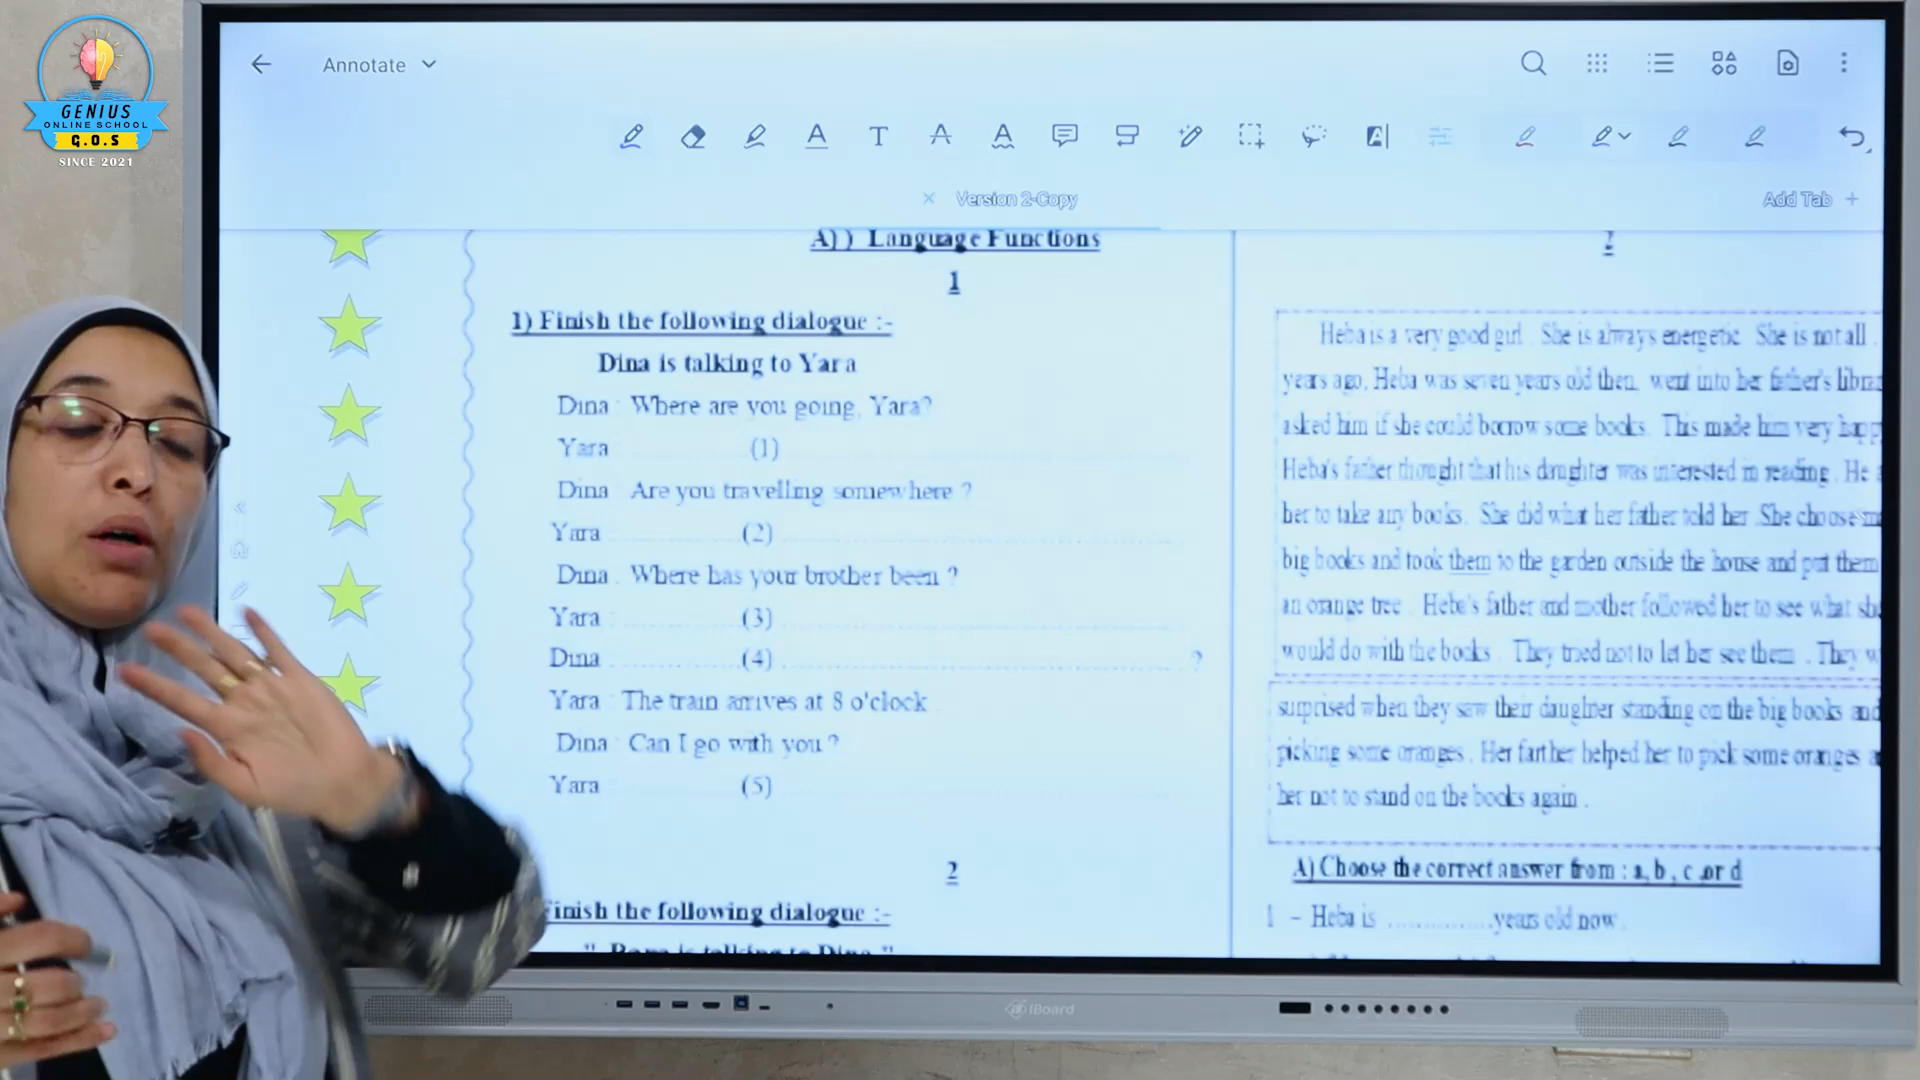 GENIUS
ONLINE SCHOOL
G.O.S
SINCE 2021
Annotate
Version 2-Copy
Add Tab +
A) ) Language Functions
1
1) Finish the following dialogue :-
Dina is talking to Yara
Dina : Where are you going, Yara?
Yara ............ (1) ............
Dina : Are you travelling somewhere ?
Yara ............ (2) ............
Dina : Where has your brother been ?
Yara ............ (3) ............
Dina ............ (4) ............ ?
Yara : The train arrives at 8 o'clock
Dina : Can I go with you ?
Yara ............ (5) ............
2
Finish the following dialogue :-
is talking to Dina "
Heba is a very good girl . She is always energetic. She is not all .
years ago, Heba was seven years old then, went into her father's
asked him if she could borrow some books. This made him very
Heba's father thought that his daughter was interested in reading . He
her to take any books. She did what her father told her .She choose
big books and took them to the garden outside the house and put them
an orange tree . Hebe's father and mother followed her to see what
would do with the books . They tried not to let her see them . They
surprised when they saw their daughter standing on the big books and
picking some oranges . Her farther helped her to pick some oranges
her not to stand on the books again .
A) Choose the correct answer from : a, b , c or d
1 - Heba is ..............years old now .
iBoard